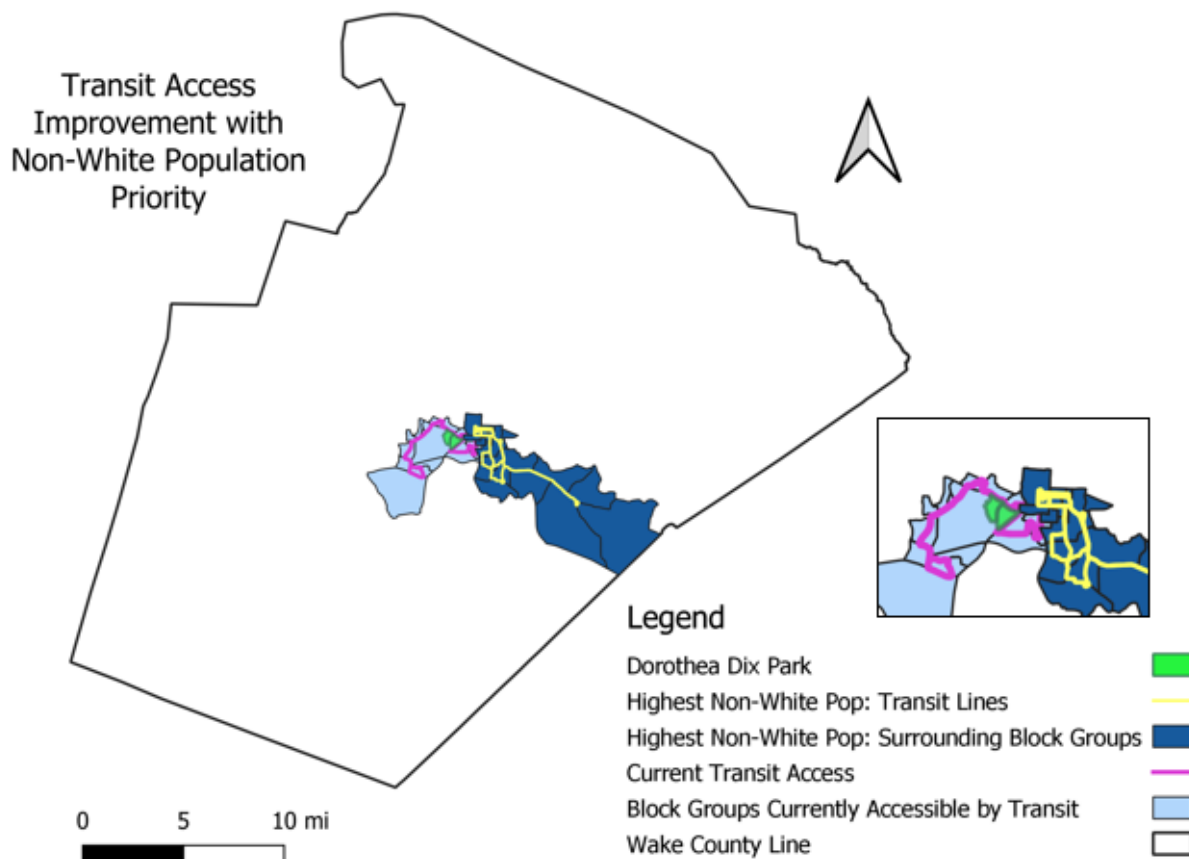 Transit Access
Improvement with
Non-White Population
Priority
Legend
Dorothea Dix Park
Highest Non-White Pop: Transit Lines
Highest Non-White Pop: Surrounding Block Groups
Current Transit Access
Block Groups Currently Accessible by Transit
Wake County Line
0 5 10 mi